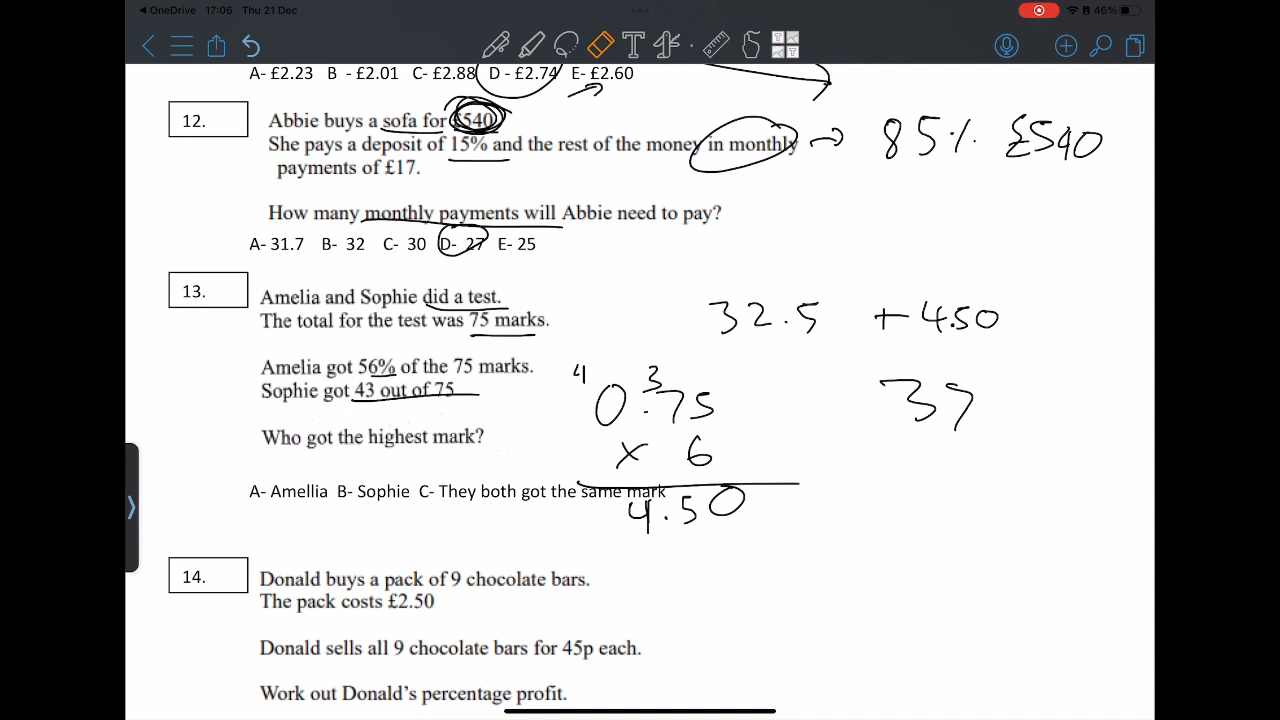 OneDrive 17:06 Thu 21 Dec 46%
A- £2.23 B - £2.01 C- £2.88 D - £2.74 E- £2.60
12.
Abbie buys a sofa for £540
She pays a deposit of 15% and the rest of the money in monthly
payments of £17.
85% £540
How many monthly payments will Abbie need to pay?
A- 31.7 B- 32 C- 30 D- 27 E- 25
13.
Amelia and Sophie did a test.
The total for the test was 75 marks.
32.5 +4.50
Amelia got 56% of the 75 marks.
Sophie got 43 out of 75
4 3
0.75
37
Who got the highest mark?
x 6
A- Amellia B- Sophie C- They both got the same mark
4.50
14.
Donald buys a pack of 9 chocolate bars.
The pack costs £2.50
Donald sells all 9 chocolate bars for 45p each.
Work out Donald's percentage profit.